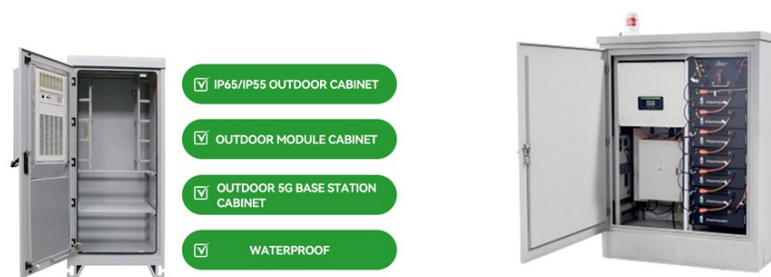 IP65/IP55 OUTDOOR CABINET
OUTDOOR MODULE CABINET
OUTDOOR 5G BASE STATION
CABINET
WATERPROOF